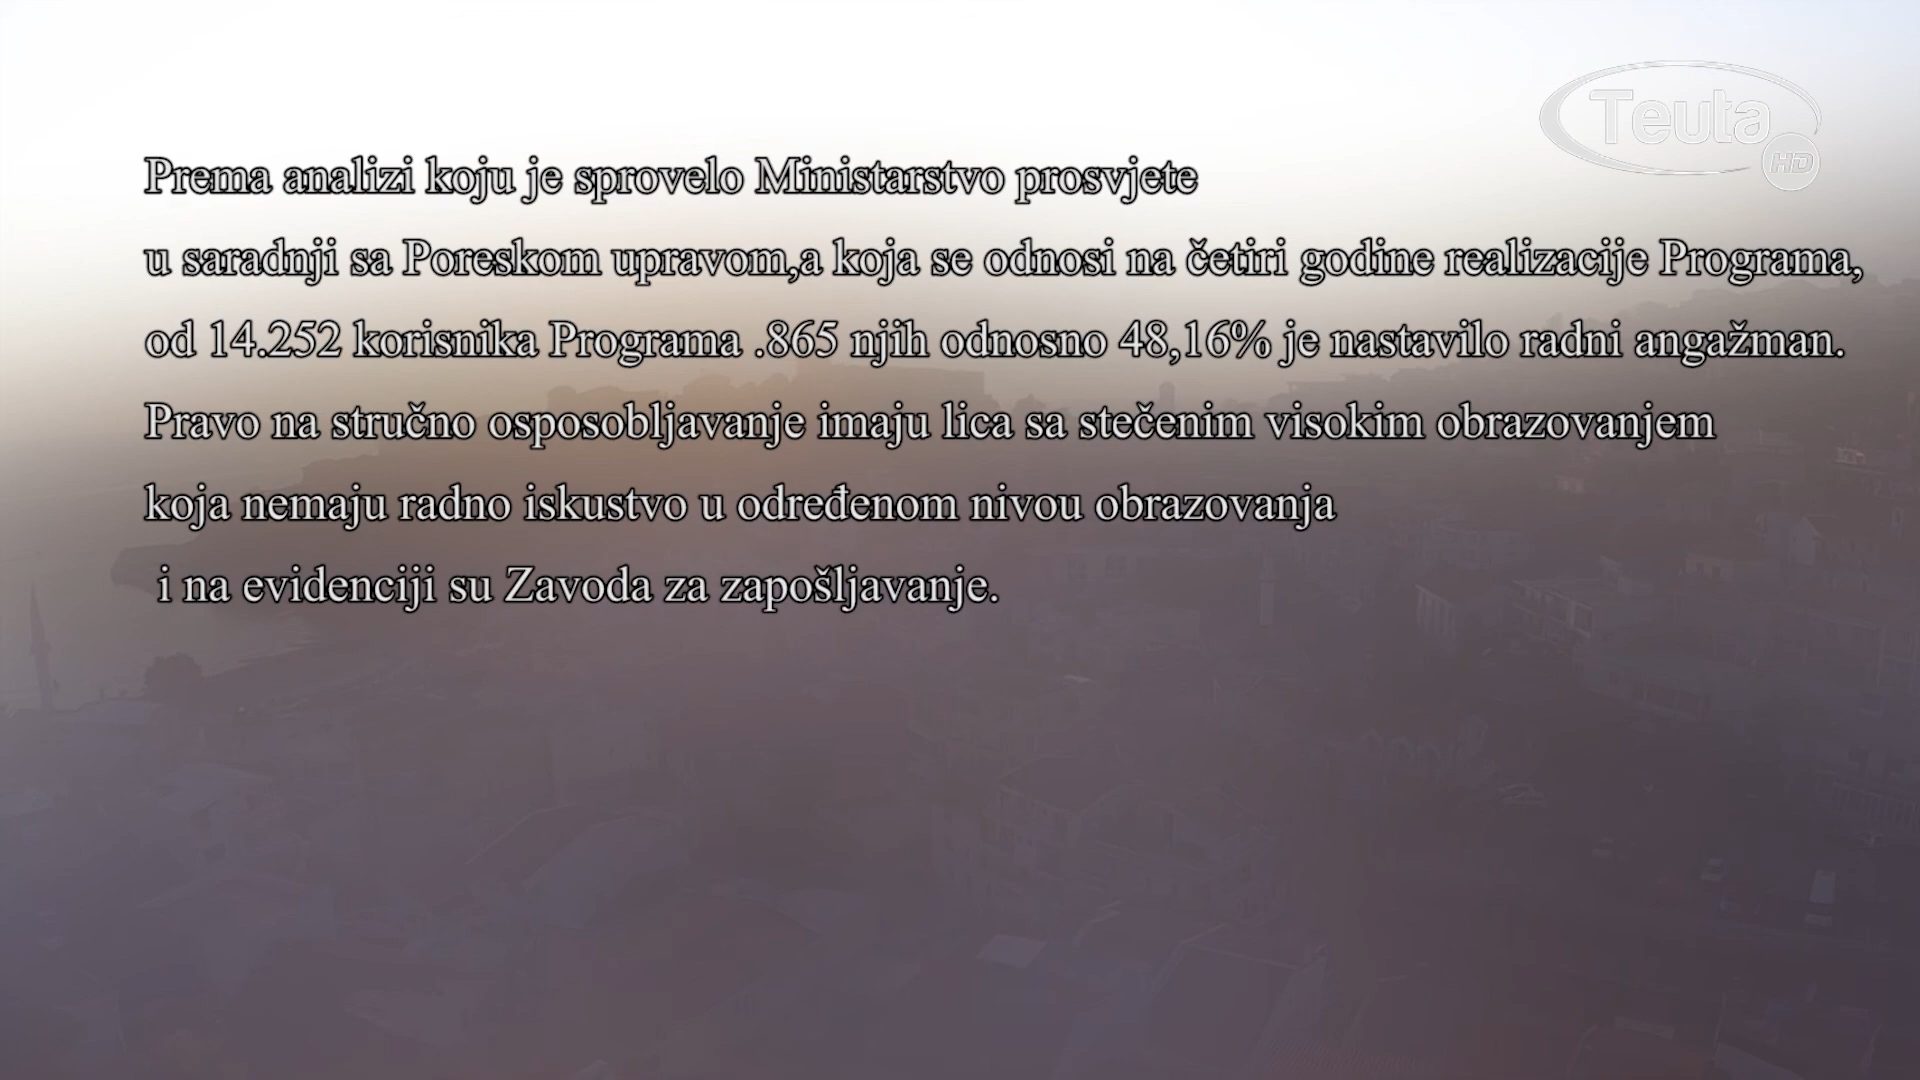 Teuta
HD
Prema analizi koju je sprovelo Ministarstvo prosvjete
u saradnji sa Poreskom upravom,a koja se odnosi na četiri godine realizacije Programa,
od 14.252 korisnika Programa .865 njih odnosno 48,16% je nastavilo radni angažman.
Pravo na stručno osposobljavanje imaju lica sa stečenim visokim obrazovanjem
koja nemaju radno iskustvo u određenom nivou obrazovanja
i na evidenciji su Zavoda za zapošljavanje.